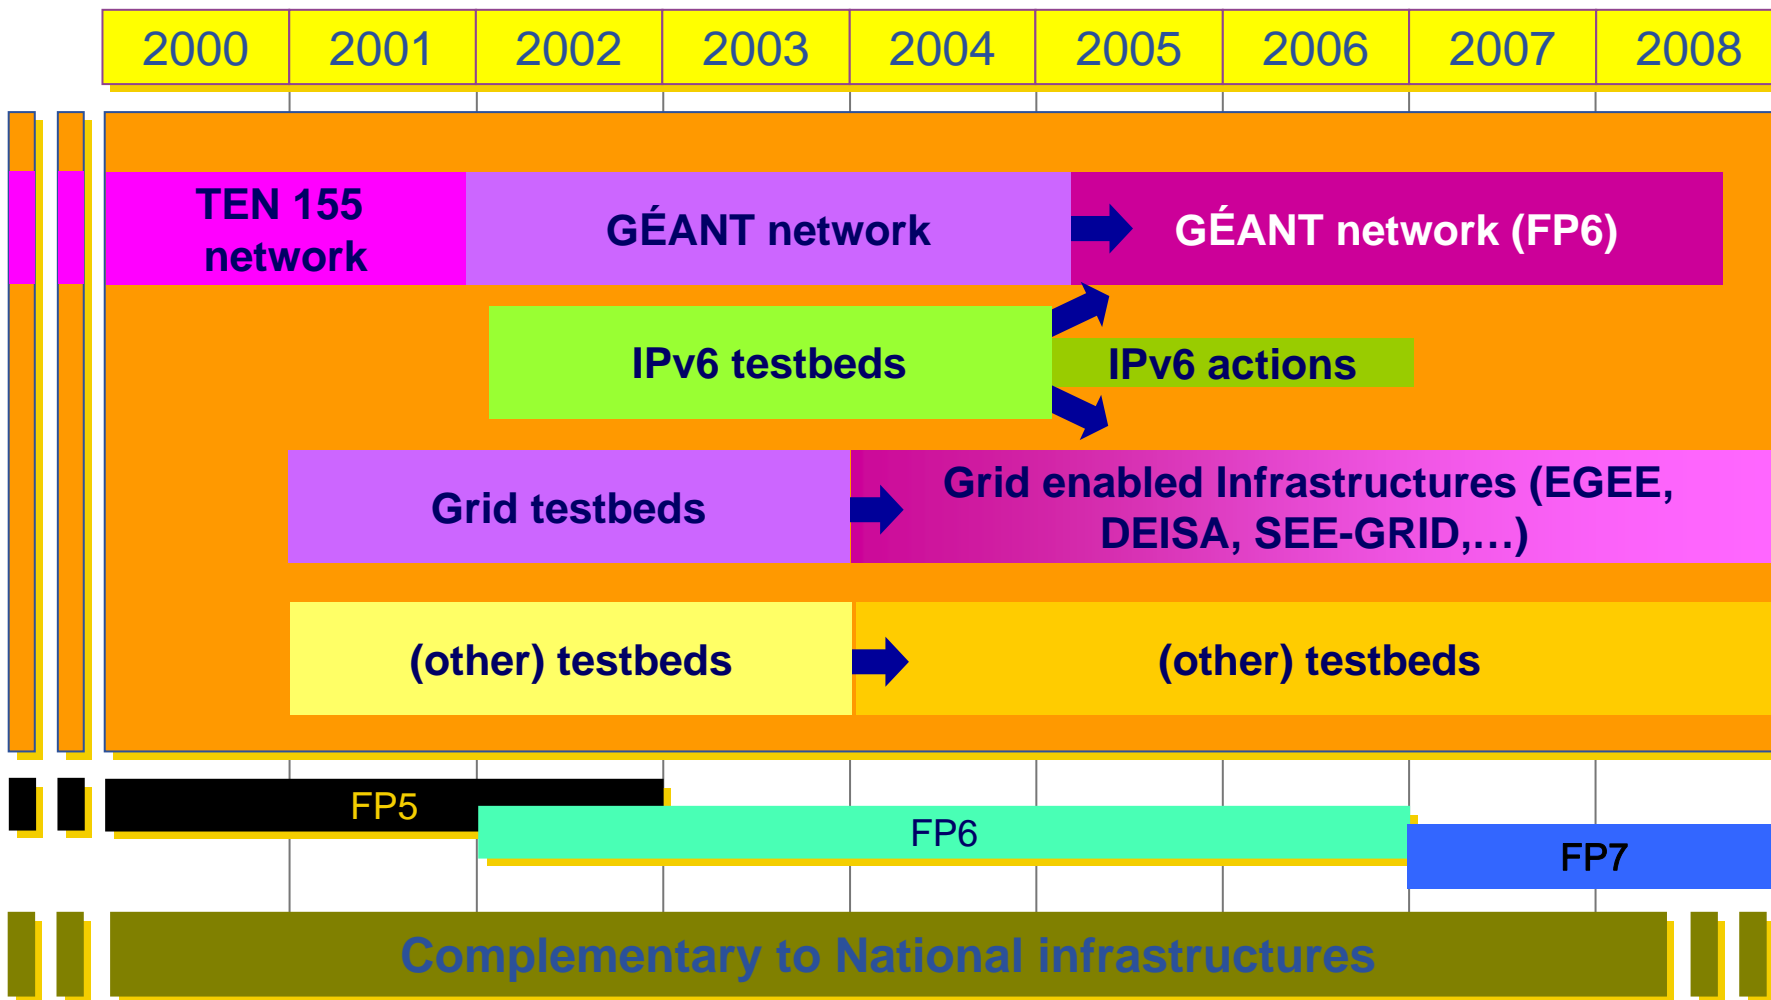 2000 2001 2002 2003 2004 2005 2006 2007 2008
TEN 155
network
GÉANT network
GÉANT network (FP6)
IPv6 testbeds
IPv6 actions
Grid testbeds
Grid enabled Infrastructures (EGEE,
DEISA, SEE-GRID,…)
(other) testbeds
(other) testbeds
FP5
FP6
FP7
Complementary to National infrastructures